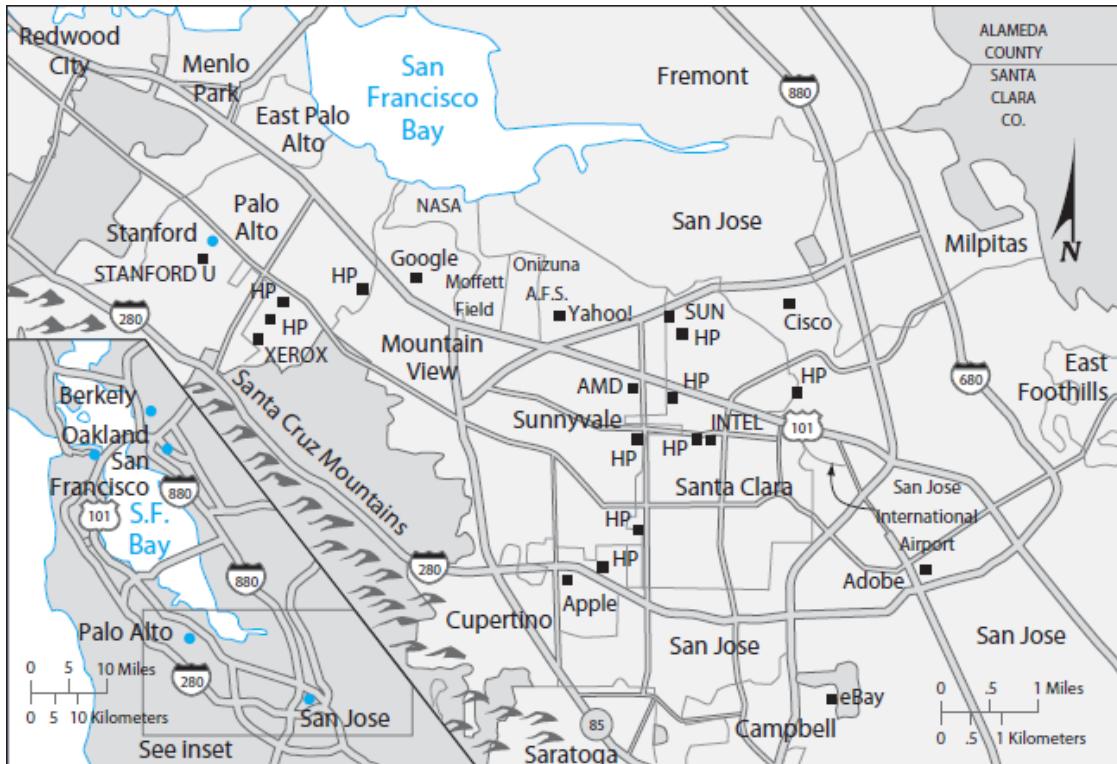 Redwood
City
Menlo
Park
East Palo
Alto
San
Francisco
Bay
Fremont
880
ALAMEDA
COUNTY
SANTA
CLARA
CO.
N
Palo
Alto
Stanford
STANFORD U
NASA
San Jose
Milpitas
HP
HP
XEROX
HP
Google
Moffett
Field
Onizuna
A.F.S.
Yahoo!
SUN
HP
Cisco
280
Mountain
View
Santa Cruz Mountains
AMD
HP
HP
680
East
Foothills
Sunnyvale
INTEL
101
HP
HP
Santa Clara
San Jose
International
Airport
HP
HP
280
Apple
Adobe
Cupertino
San Jose
San Jose
eBay
Campbell
85
Saratoga
0 .5 1 Miles
0 .5 1 Kilometers
Berkely
Oakland
San
Francisco
880
101
S.F.
Bay
880
Palo Alto
280
San Jose
0 5 10 Miles
0 5 10 Kilometers
See inset